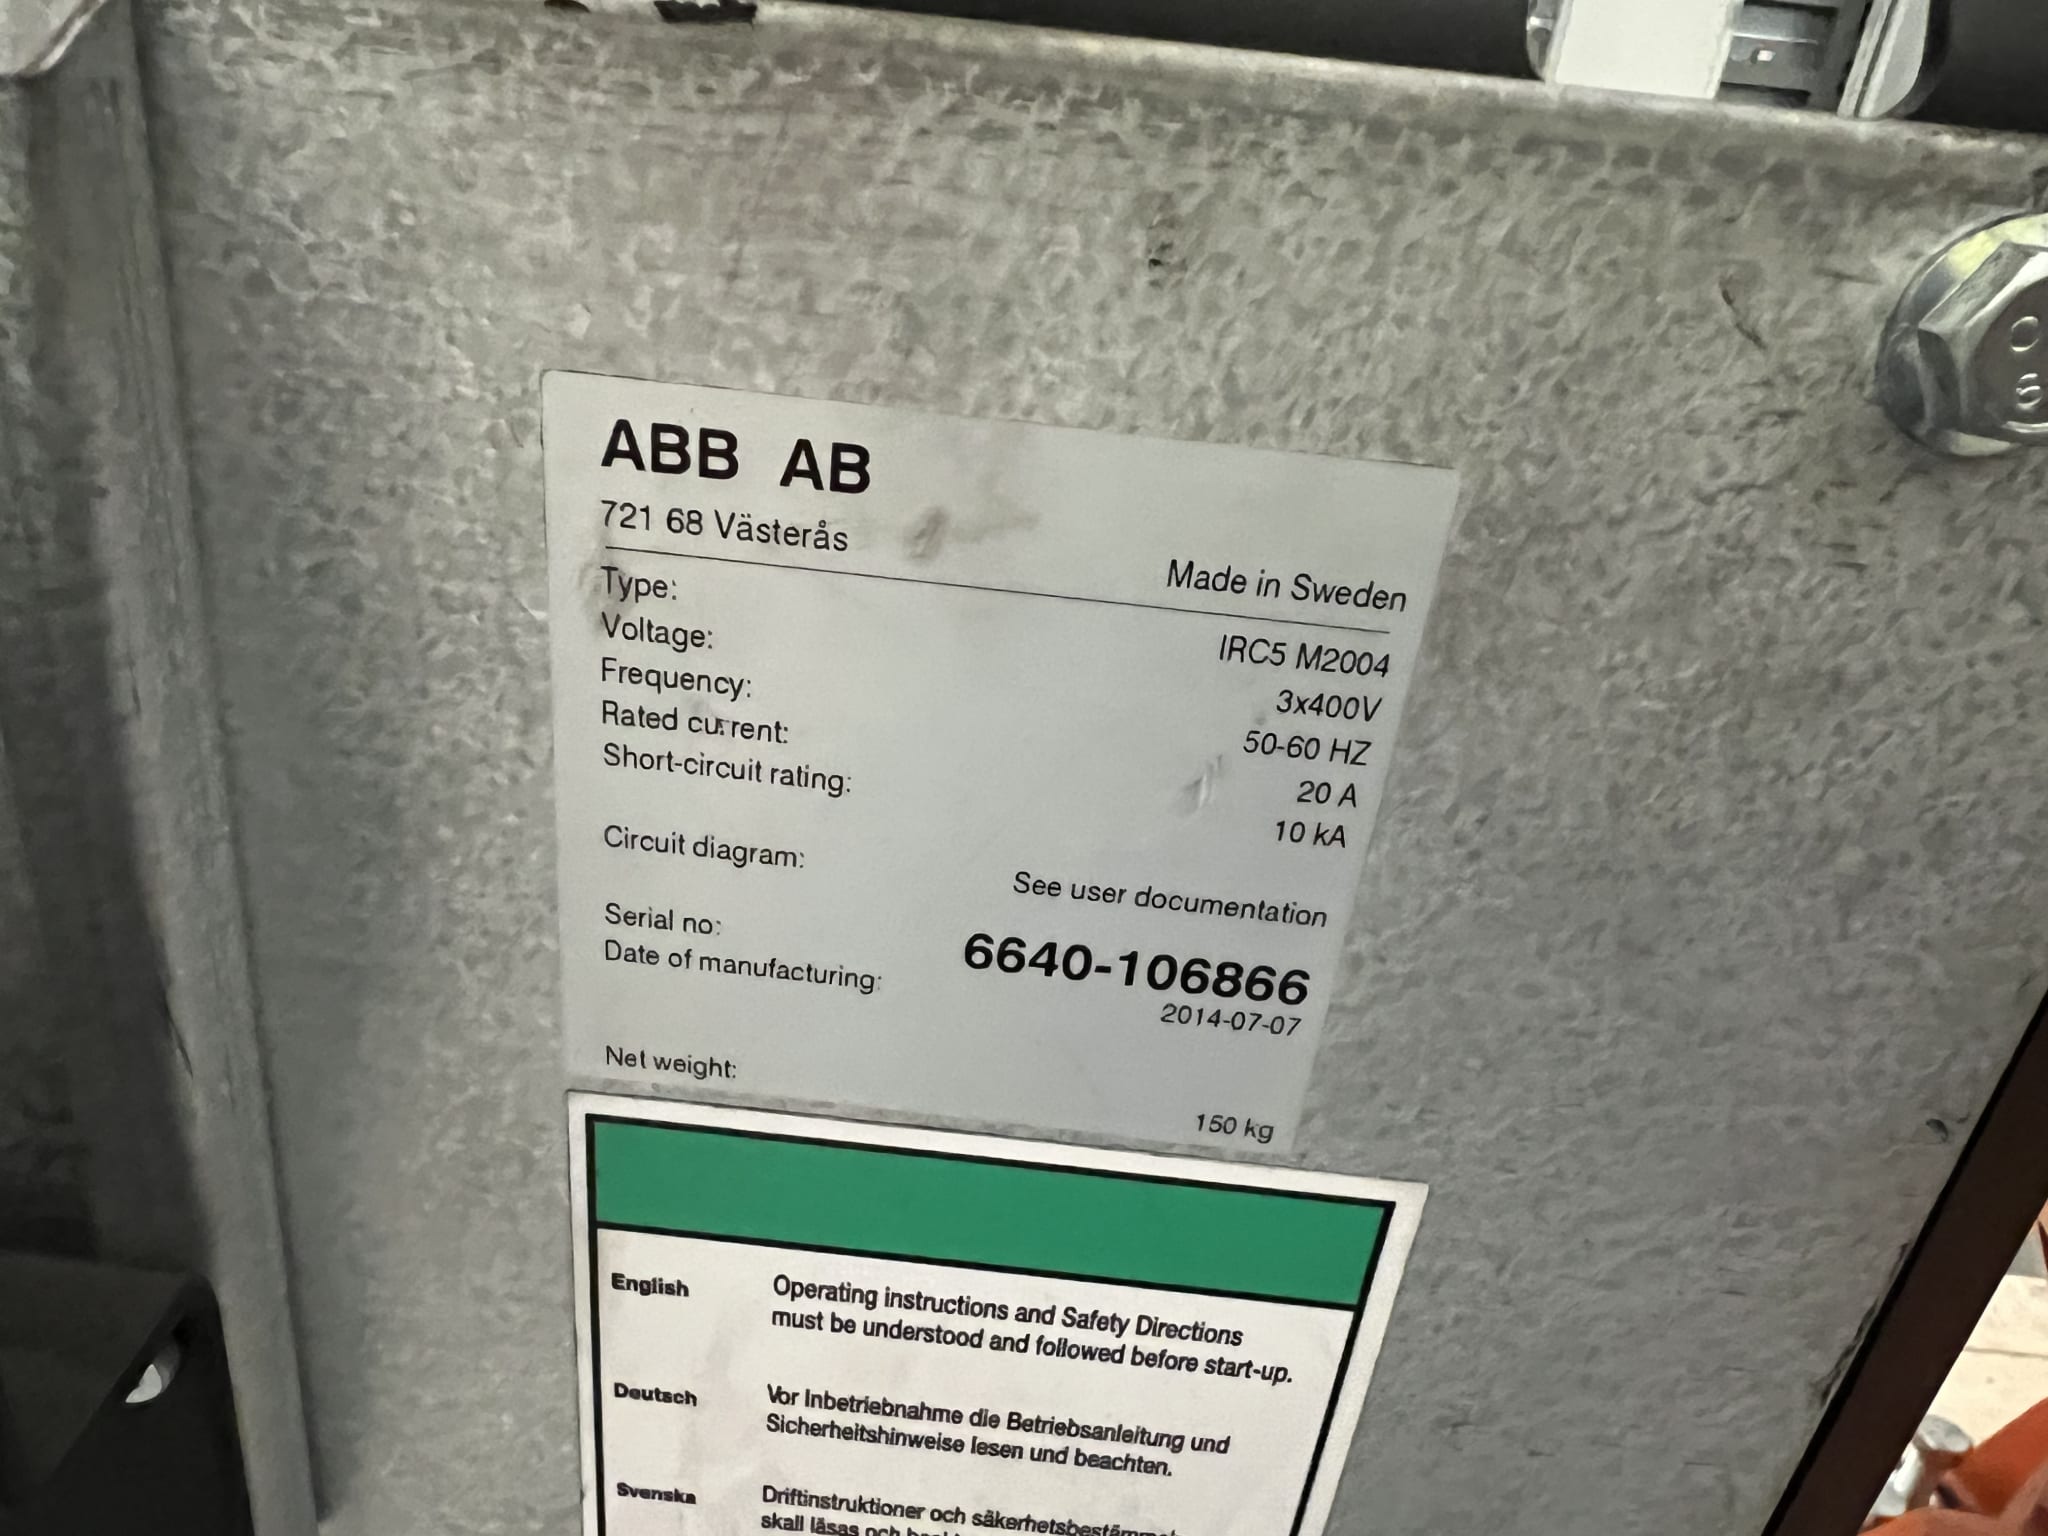 ABB AB
721 68 Västerås
Made in Sweden
Type: IRC5 M2004
Voltage: 3x400V
Frequency: 50-60 HZ
Rated current: 20 A
Short-circuit rating: 10 kA
Circuit diagram: See user documentation
Serial no: 6640-106866
Date of manufacturing: 2014-07-07
Net weight: 150 kg
English Operating instructions and Safety Directions
must be understood and followed before start-up.
Deutsch Vor Inbetriebnahme die Betriebsanleitung und
Sicherheitshinweise lesen und beachten.
Svenska Driftinstruktioner och
skall läsas och